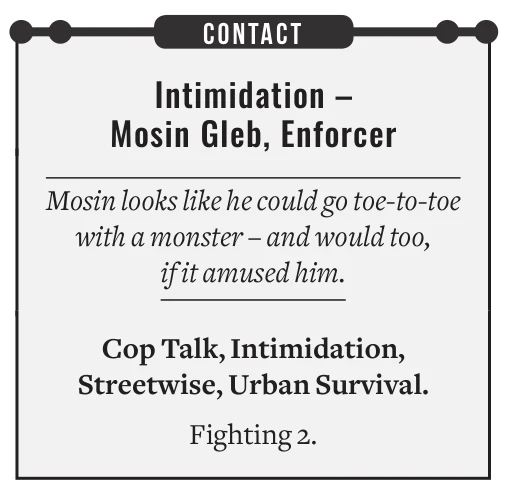 CONTACT
Intimidation –
Mosin Gleb, Enforcer
Mosin looks like he could go toe-to-toe
with a monster – and would too,
if it amused him.
Cop Talk, Intimidation,
Streetwise, Urban Survival.
Fighting 2.